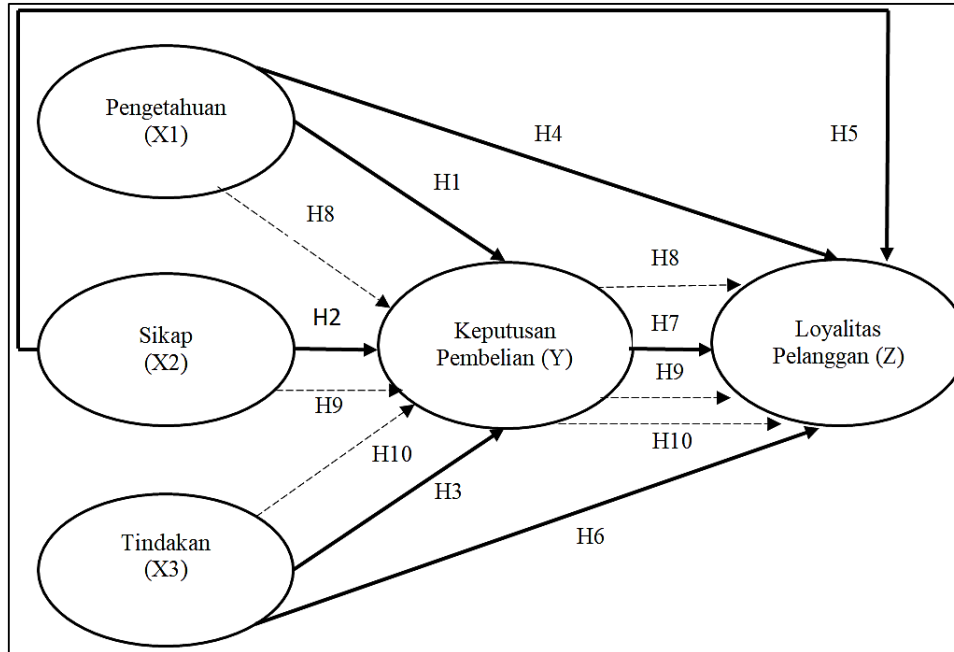 Pengetahuan
(X1)
H4
H5
H1
H8
H8
H2
Sikap
(X2)
H9
Keputusan
Pembelian (Y)
H7
H9
Loyalitas
Pelanggan (Z)
H10
H10
H3
H6
Tindakan
(X3)